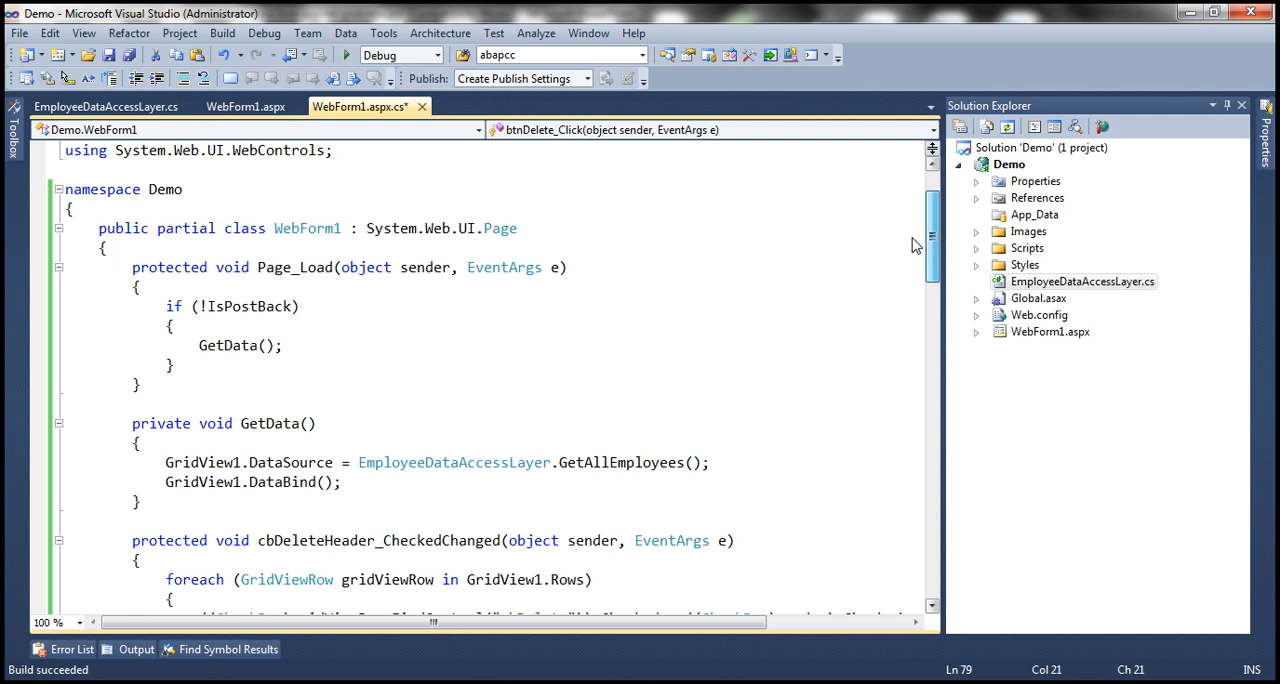 Demo - Microsoft Visual Studio (Administrator)
File Edit View Refactor Project Build Debug Team Data Tools Architecture Test Analyze Window Help
Debug abapcc
Publish: Create Publish Settings
EmployeeDataAccessLayer.cs WebForm1.aspx WebForm1.aspx.cs*
Toolbox
Demo.WebForm1 btnDelete_Click(object sender, EventArgs e)
using System.Web.UI.WebControls;
namespace Demo
{
public partial class WebForm1 : System.Web.UI.Page
{
protected void Page_Load(object sender, EventArgs e)
{
if (!IsPostBack)
{
GetData();
}
}
private void GetData()
{
GridView1.DataSource = EmployeeDataAccessLayer.GetAllEmployees();
GridView1.DataBind();
}
protected void cbDeleteHeader_CheckedChanged(object sender, EventArgs e)
{
foreach (GridViewRow gridViewRow in GridView1.Rows)
{
100 %
Solution Explorer
Solution 'Demo' (1 project)
Demo
Properties
References
App_Data
Images
Scripts
Styles
EmployeeDataAccessLayer.cs
Global.asax
Web.config
WebForm1.aspx
Properties
Error List Output Find Symbol Results
Build succeeded Ln 79 Col 21 Ch 21 INS